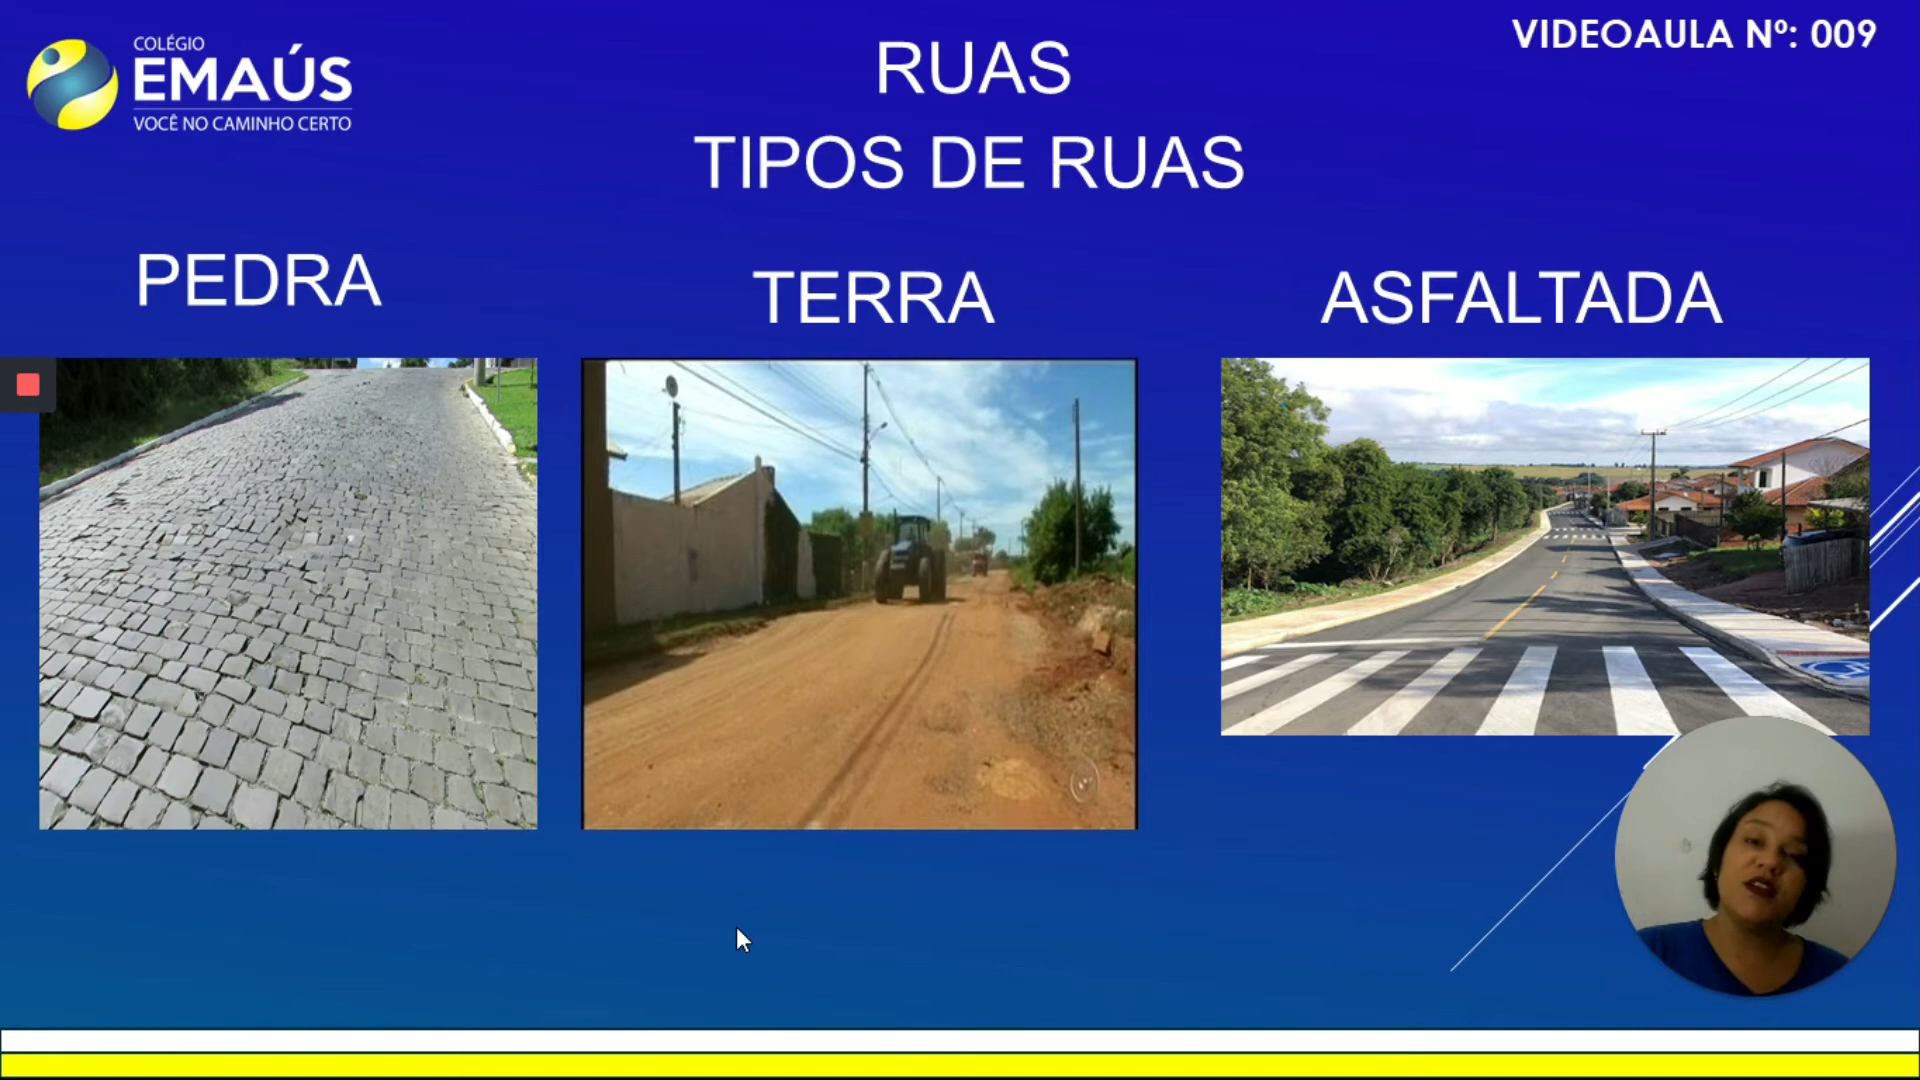 COLÉGIO
EMAÚS
VOCÊ NO CAMINHO CERTO
VIDEOAULA Nº: 009
RUAS
TIPOS DE RUAS
PEDRA
TERRA
ASFALTADA